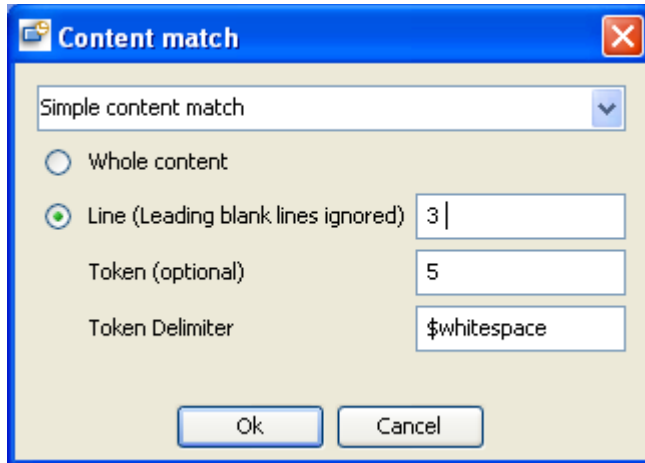 Content match
Simple content match
Whole content
Line (Leading blank lines ignored) 3
Token (optional) 5
Token Delimiter $whitespace
Ok Cancel